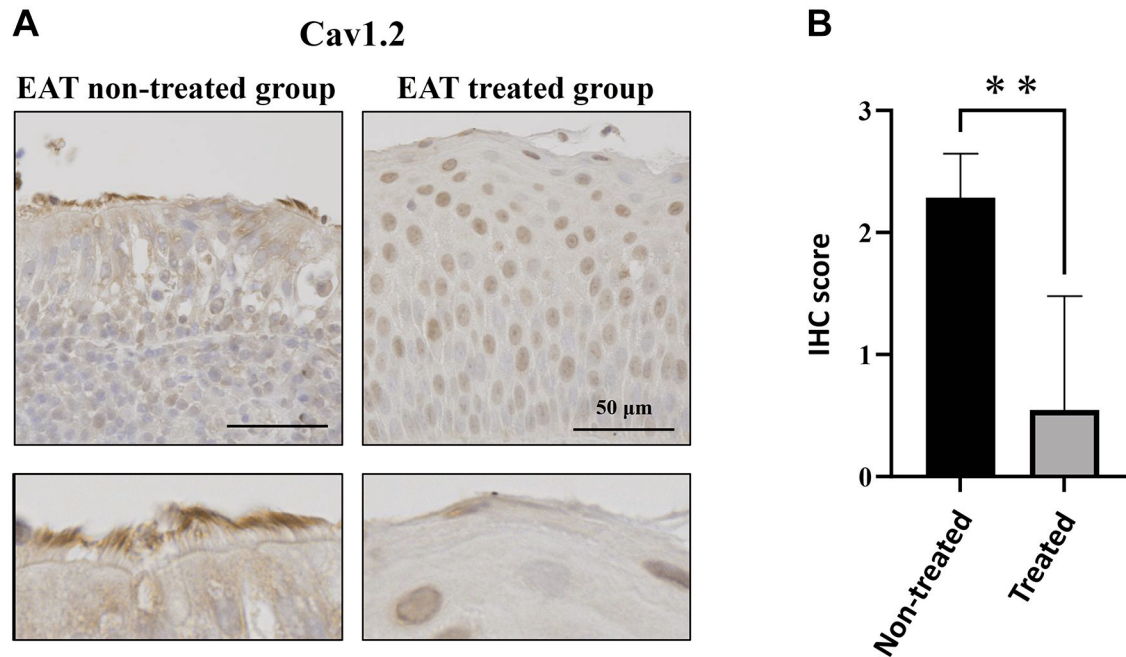 A
Cav1.2
EAT non-treated group
EAT treated group
50 μm
B
* *
IHC score
3
2
1
0
Non-treated
Treated